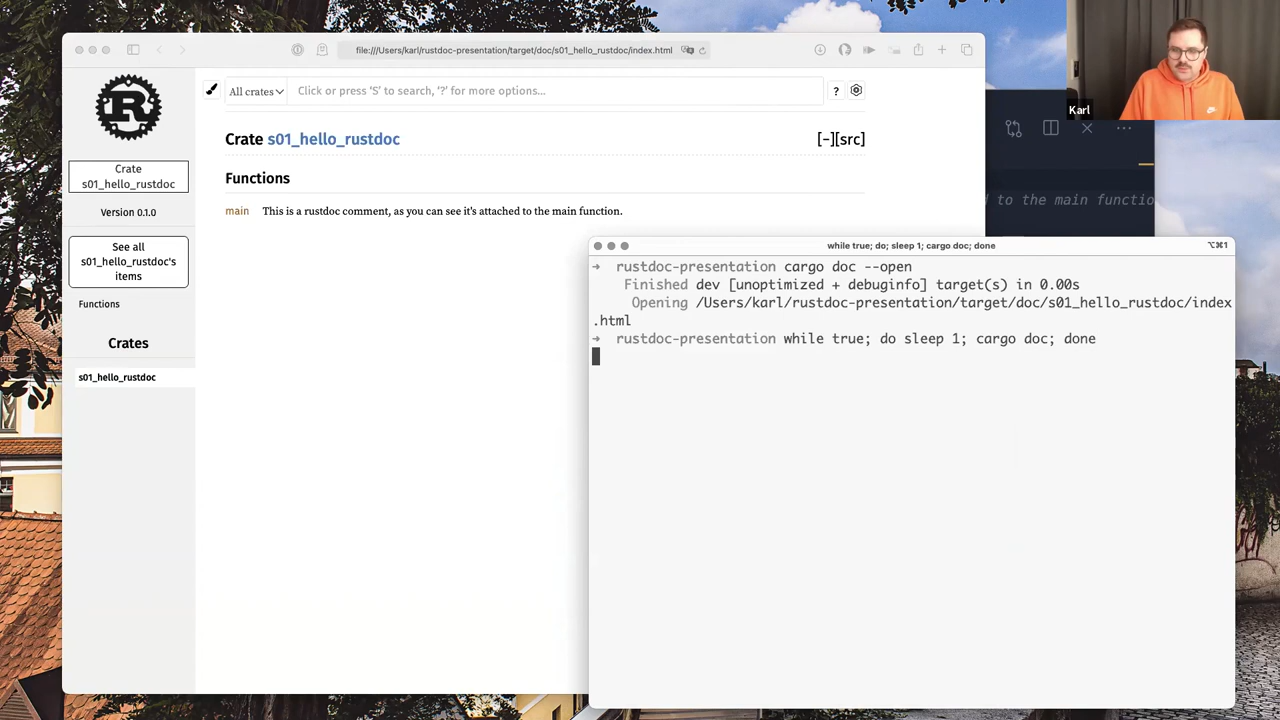 Karl
file:///Users/karl/rustdoc-presentation/target/doc/s01_hello_rustdoc/index.html
All crates
Click or press 'S' to search, '?' for more options…
?
R
Crate s01_hello_rustdoc
[−][src]
Crate
s01_hello_rustdoc
Version 0.1.0
See all
s01_hello_rustdoc's
items
Functions
Crates
s01_hello_rustdoc
Functions
main This is a rustdoc comment, as you can see it's attached to the main function.
d to the main functio
while true; do; sleep 1; cargo doc; done
⌥⌘1
→ rustdoc-presentation cargo doc --open
Finished dev [unoptimized + debuginfo] target(s) in 0.00s
Opening /Users/karl/rustdoc-presentation/target/doc/s01_hello_rustdoc/index
.html
→ rustdoc-presentation while true; do sleep 1; cargo doc; done